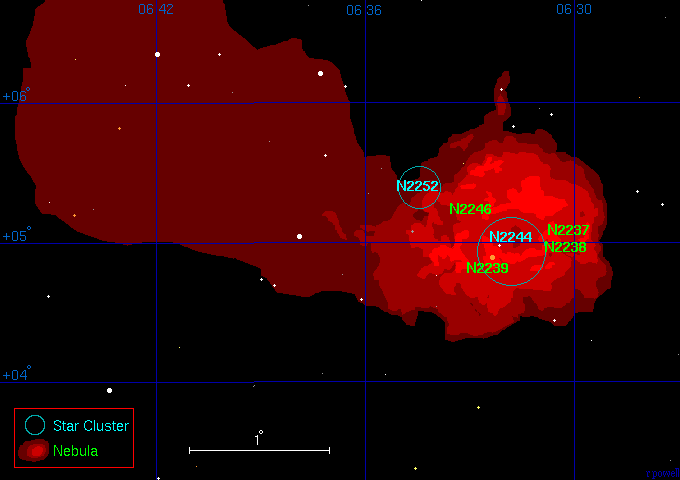 06 42 06 36 06 30
+06°
N2252
N2246
N2237
+05°
N2244
N2238
N2239
+04°
Star Cluster
1°
Nebula
cpowell